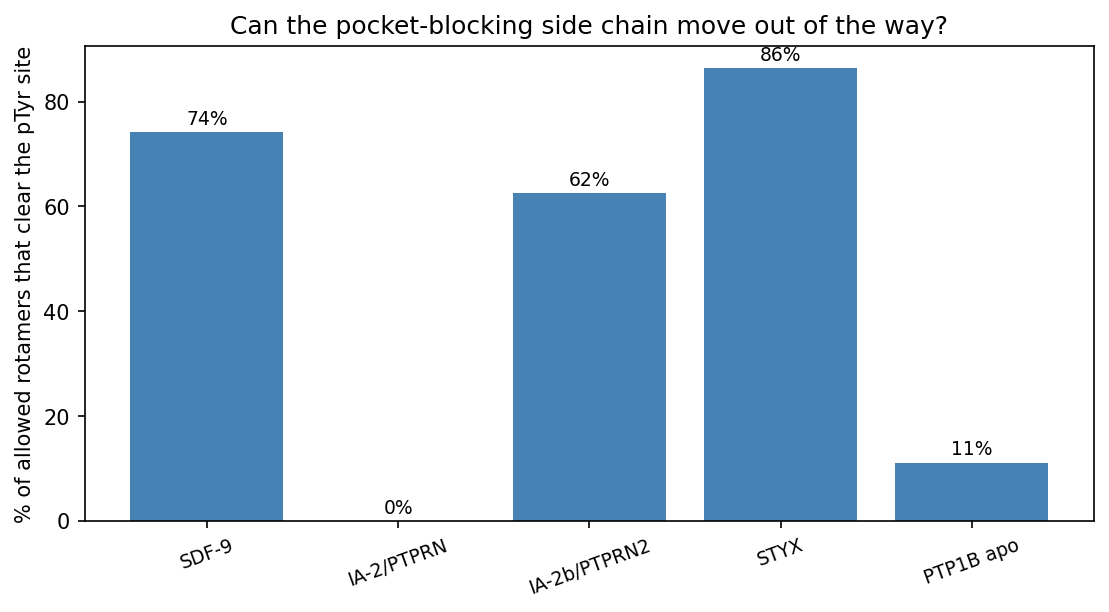 Can the pocket-blocking side chain move out of the way?
% of allowed rotamers that clear the pTyr site
80
60
40
20
0
74%
0%
62%
86%
11%
SDF-9
IA-2/PTPRN
IA-2b/PTPRN2
STYX
PTP1B apo